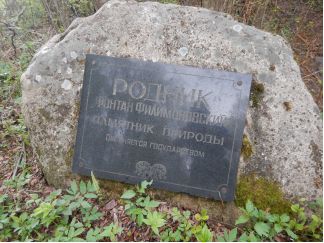 РОДНИК
ФОНТАН ФИЛИМОНОВСКИЙ
ПАМЯТНИК ПРИРОДЫ
ОХРАНЯЕТСЯ ГОСУДАРСТВОМ